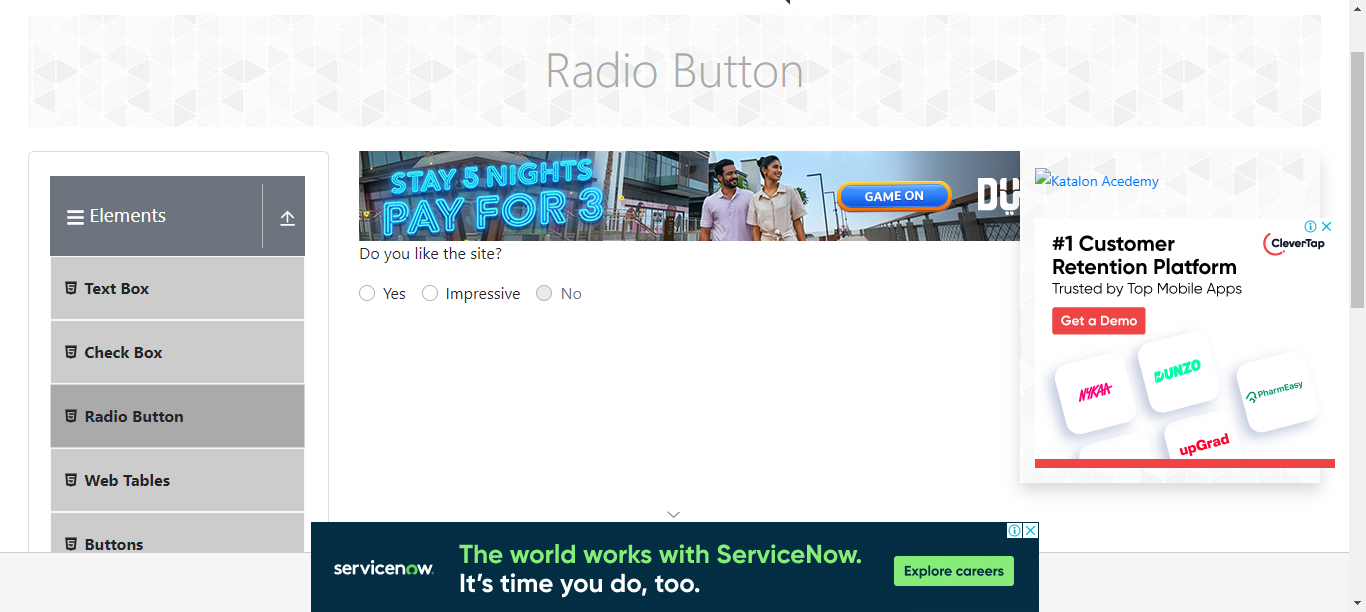 Radio Button
Elements
Text Box
Check Box
Radio Button
Web Tables
Buttons
STAY 5 NIGHTS
PAY FOR 3
GAME ON
DU
Do you like the site?
Yes Impressive No
Katalon Acedemy
#1 Customer
Retention Platform
Trusted by Top Mobile Apps
Get a Demo
CleverTap
NYKAA
DUNZO
PharmEasy
upGrad
servicenow.
The world works with ServiceNow.
It's time you do, too.
Explore careers